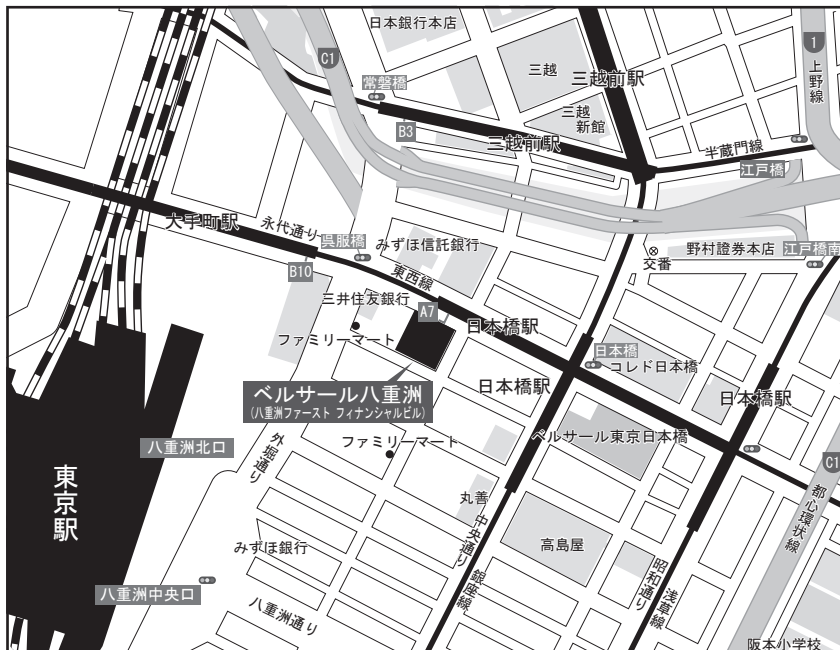 日本銀行本店
C1
1
上野線
三越
三越前駅
常盤橋
三越
新館
B3
三越前駅
半蔵門線
江戸橋
大手町駅
永代通り
呉服橋
みずほ信託銀行
野村證券本店
江戸橋南
交番
B10
東西線
三井住友銀行
A7
日本橋駅
ファミリーマート
日本橋
コレド日本橋
ベルサール八重洲
(八重洲ファースト フィナンシャルビル)
日本橋駅
日本橋駅
外堀通り
八重洲北口
ファミリーマート
ベルサール東京日本橋
C1
東京駅
丸善
中央通り
都心環状線
みずほ銀行
高島屋
銀座線
昭和通り
浅草線
八重洲中央口
八重洲通り
阪本小学校